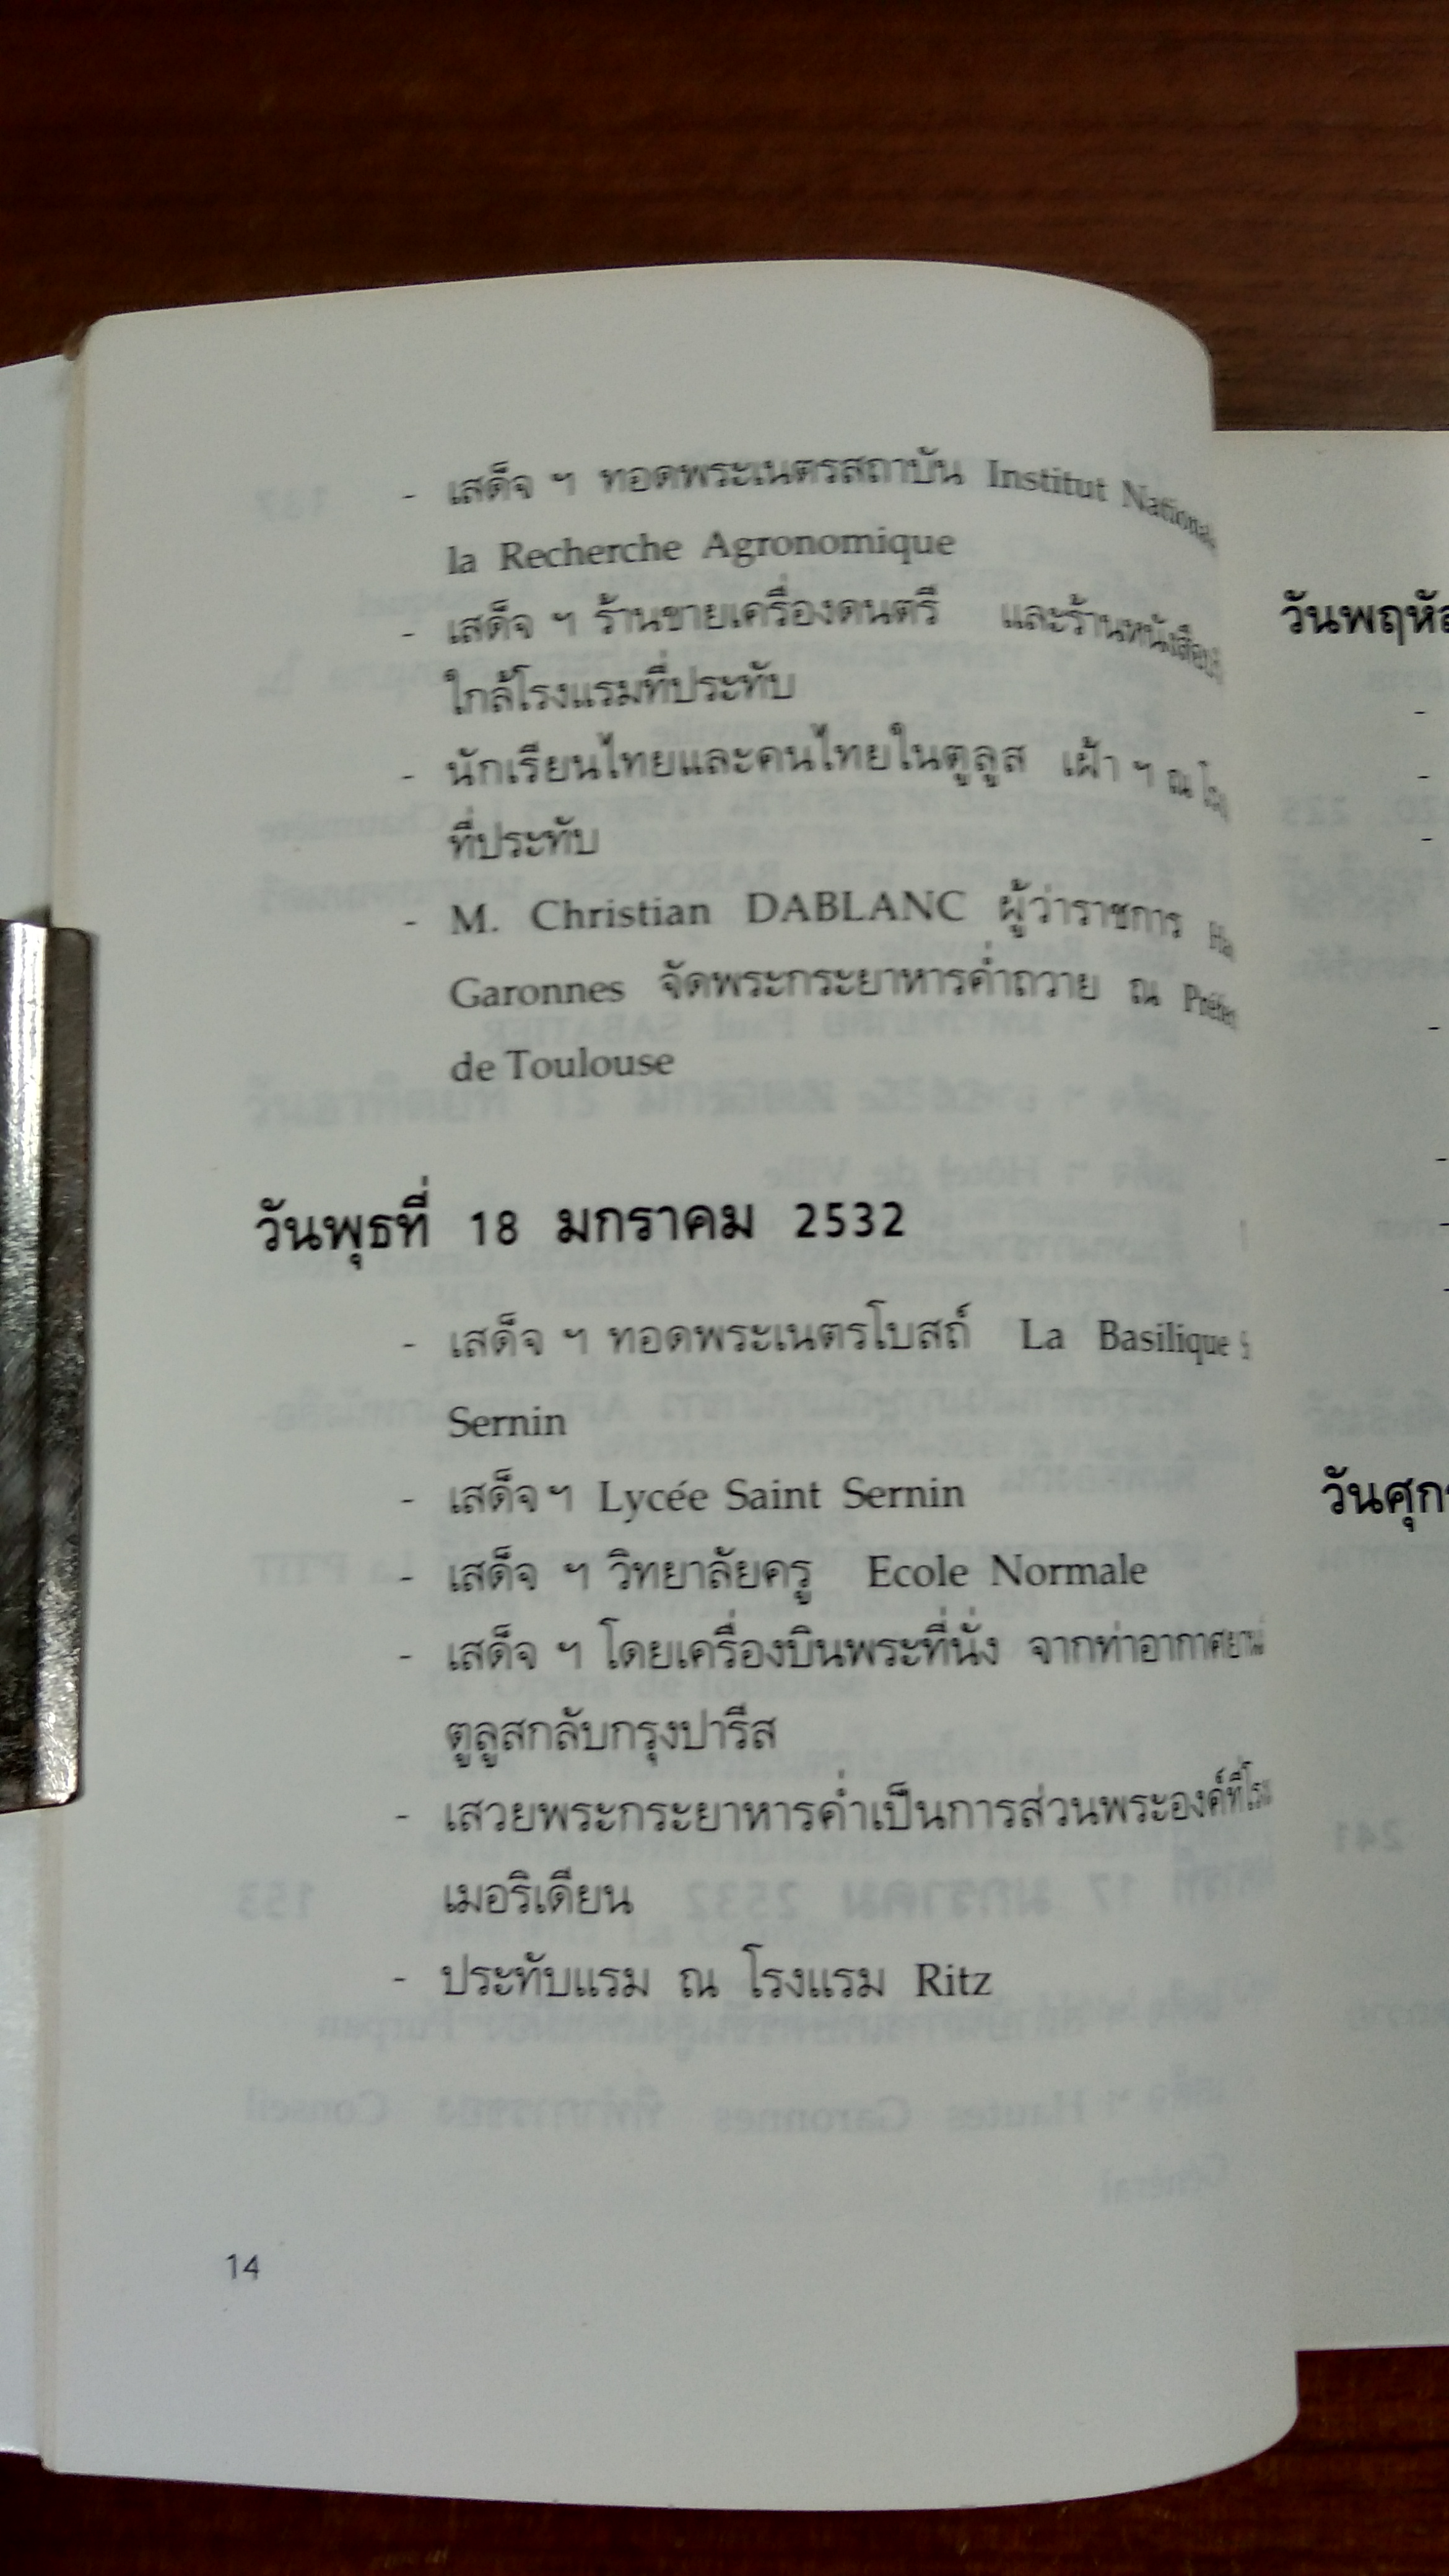 - เสด็จ ฯ ทอดพระเนตรสถาบัน Institut National
la Recherche Agronomique
- เสด็จ ฯ ร้านขายเครื่องดนตรี และร้านหนังสือ
ใกล้โรงแรมที่ประทับ
- นักเรียนไทยและคนไทยในตูลูส เฝ้า ฯ ณ
ที่ประทับ
- M. Christian DABLANC ผู้ว่าราชการ
Garonnes จัดพระกระยาหารค่ำถวาย ณ
de Toulouse
วันพุธที่ 18 มกราคม 2532
- เสด็จ ฯ ทอดพระเนตรโบสถ์ La Basilique
Sernin
- เสด็จ ฯ Lycée Saint Sernin
- เสด็จ ฯ วิทยาลัยครู Ecole Normale
- เสด็จ ฯ โดยเครื่องบินพระที่นั่ง จากท่าอากาศยาน
ตูลูสกลับกรุงปารีส
- เสวยพระกระยาหารค่ำเป็นการส่วนพระองค์ที่
เมอริเดียน
- ประทับแรม ณ โรงแรม Ritz
14